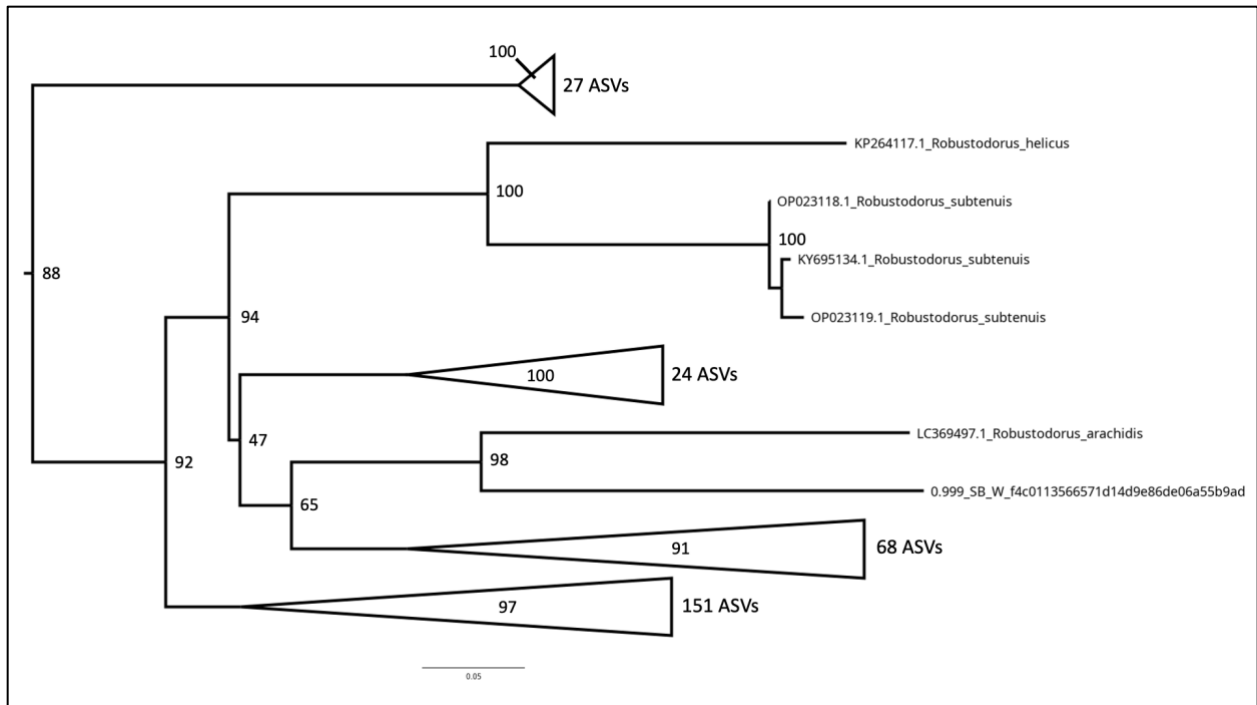 100
27 ASVs
KP264117.1_Robustodorus_helicus
100
OP023118.1_Robustodorus_subtenuis
100
KY695134.1_Robustodorus_subtenuis
88
94
OP023119.1_Robustodorus_subtenuis
100
24 ASVs
47
LC369497.1_Robustodorus_arachidis
92
98
0.999_SB_W_f4c0113566571d14d9e86de06a55b9ad
65
91
68 ASVs
97
151 ASVs
0.05